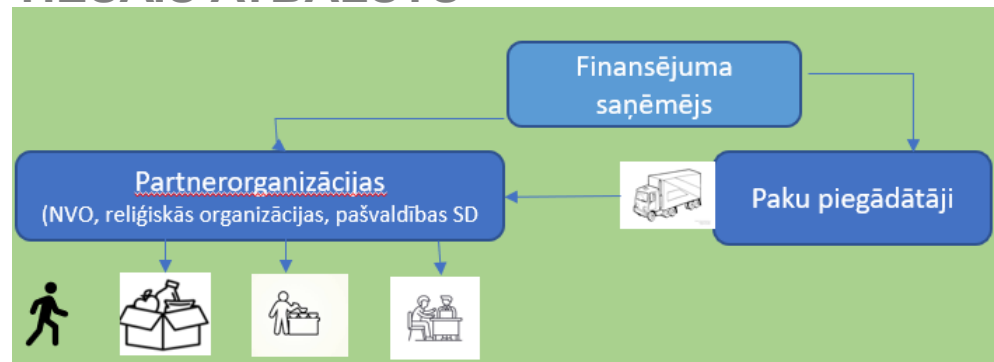 Finansējuma
saņēmējs
Partnerorganizācijas
(NVO, reliģiskās organizācijas, pašvaldības SD
Paku piegādātāji